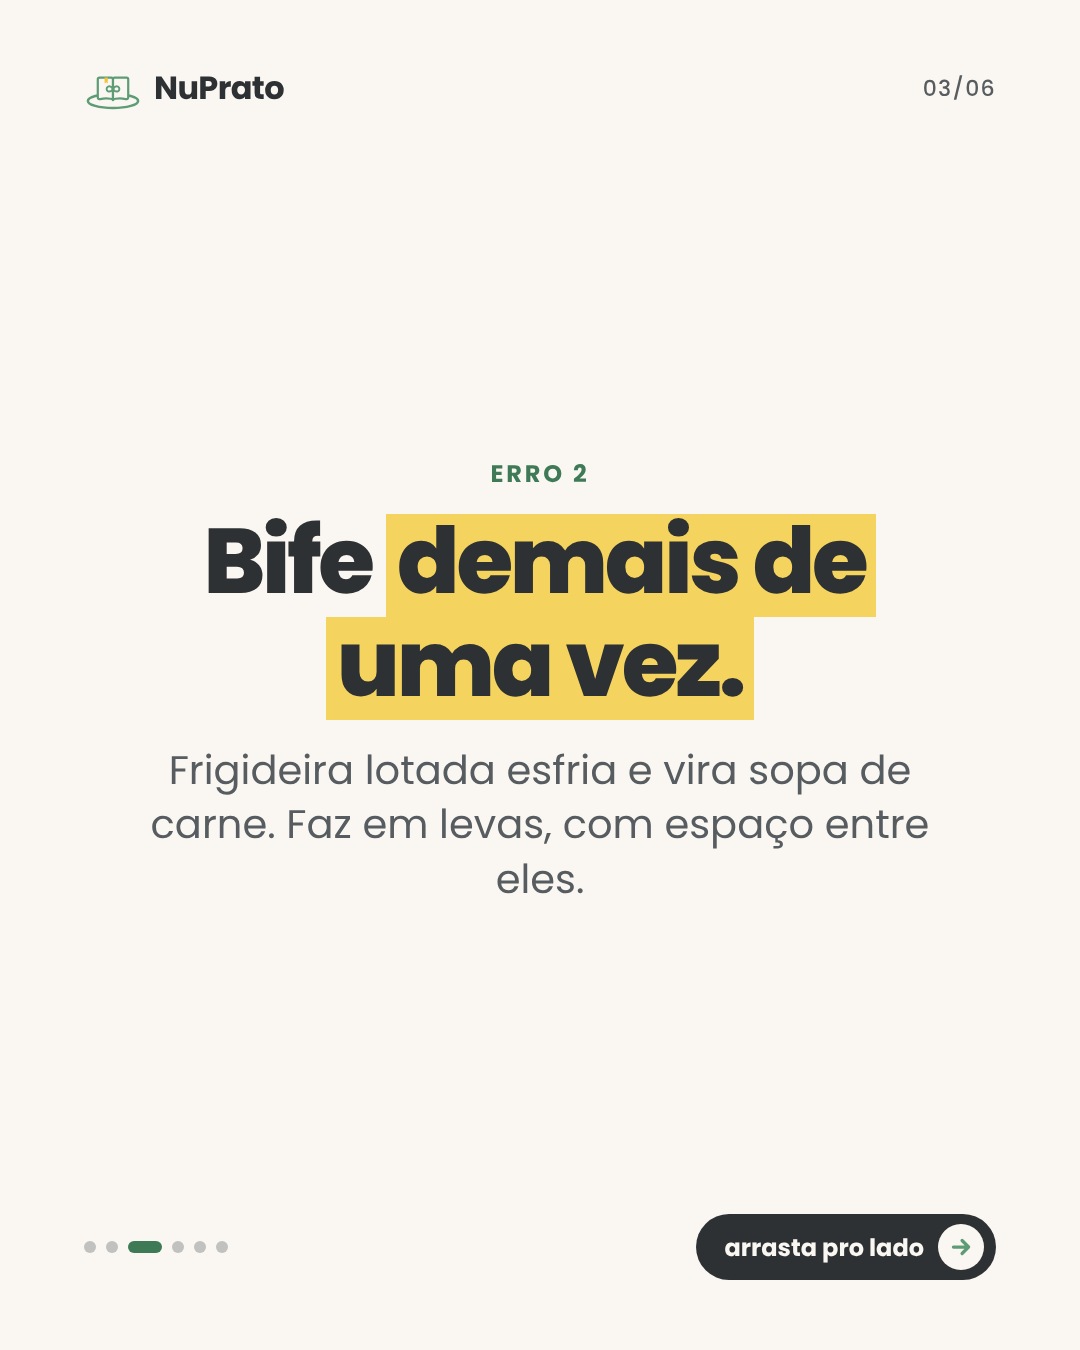 NuPrato
03/06
ERRO 2
Bife demais de
uma vez.
Frigideira lotada esfria e vira sopa de
carne. Faz em levas, com espaço entre
eles.
arrasta pro lado